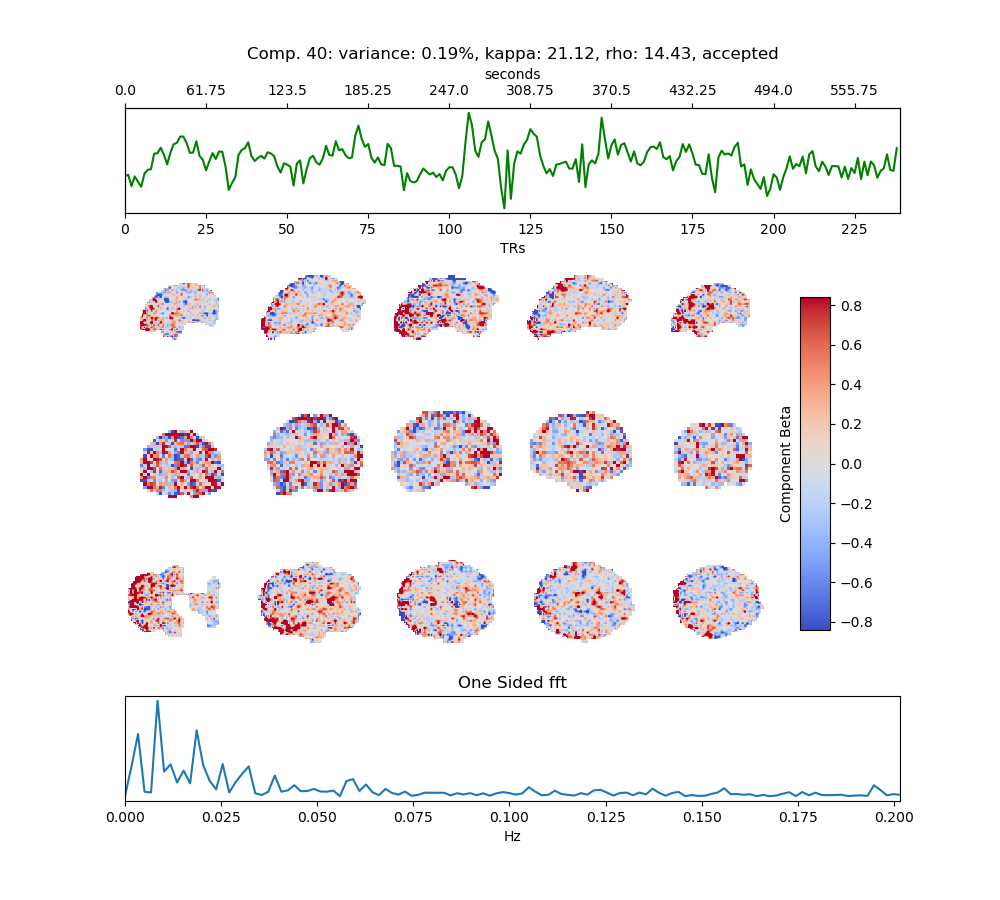 Comp. 40: variance: 0.19%, kappa: 21.12, rho: 14.43, accepted
seconds
0.0 61.75 123.5 185.25 247.0 308.75 370.5 432.25 494.0 555.75
0 25 50 75 100 125 150 175 200 225
TRs
0.8
0.6
0.4
0.2
0.0
−0.2
−0.4
−0.6
−0.8
Component Beta
One Sided fft
0.000 0.025 0.050 0.075 0.100 0.125 0.150 0.175 0.200
Hz